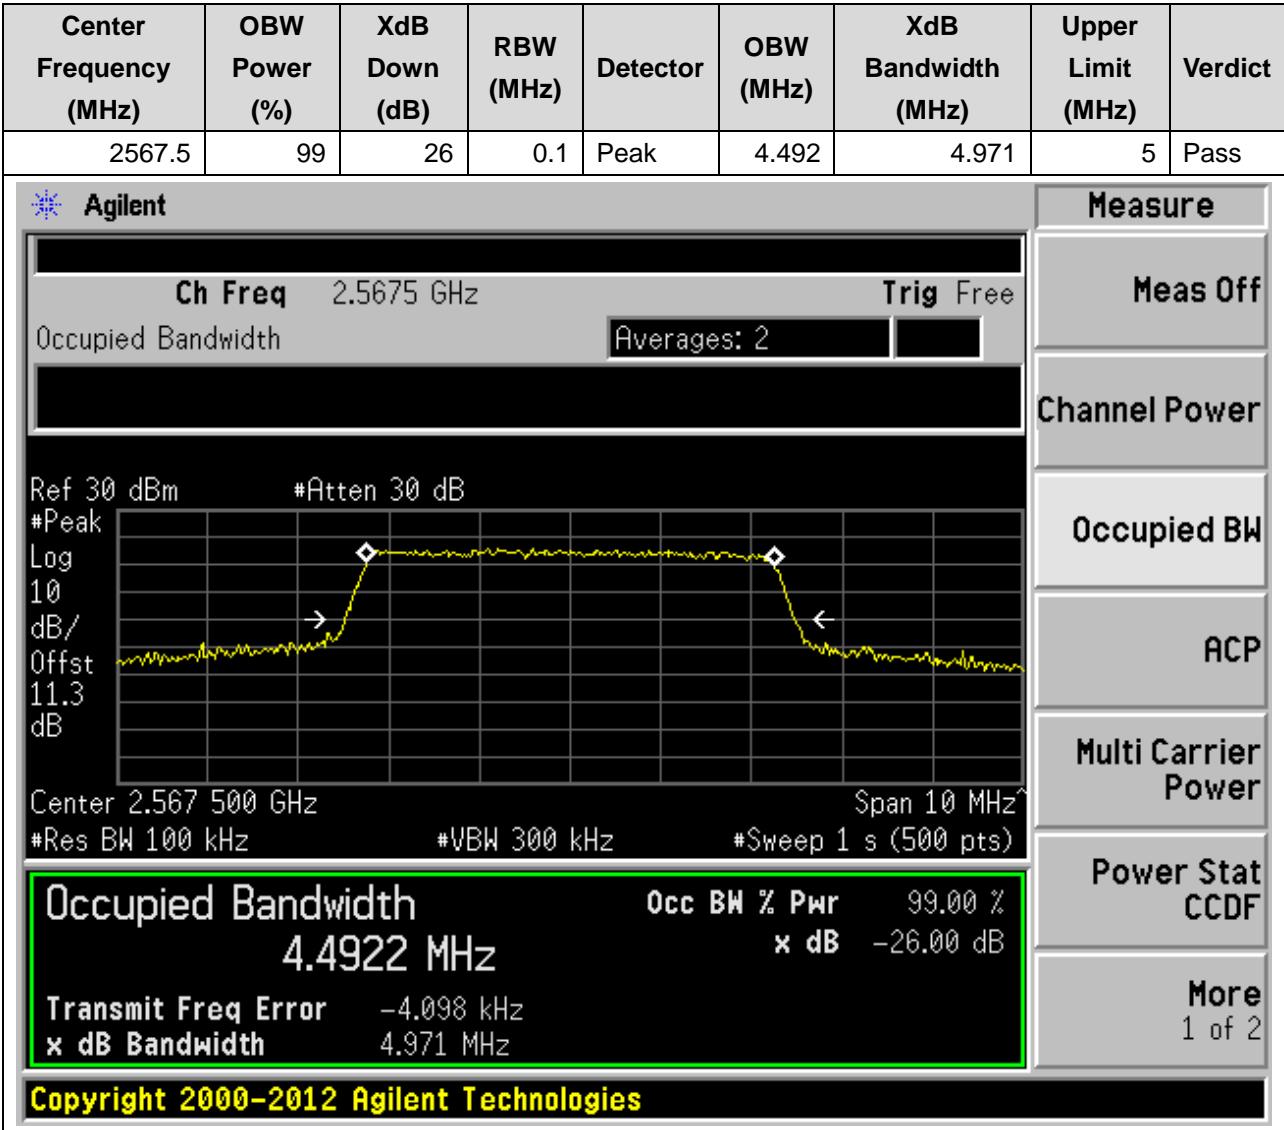 Center Frequency (MHz) OBW Power (%) XdB Down (dB) RBW (MHz) Detector OBW (MHz) XdB Bandwidth (MHz) Upper Limit (MHz) Verdict
2567.5 99 26 0.1 Peak 4.492 4.971 5 Pass
Agilent
Measure
Ch Freq 2.5675 GHz Trig Free
Occupied Bandwidth Averages: 2
Meas Off
Channel Power
Occupied BW
ACP
Multi Carrier
Power
Power Stat
CCDF
More
1 of 2
Ref 30 dBm #Atten 30 dB
#Peak
Log
10
dB/
Offst
11.3
dB
Center 2.567 500 GHz Span 10 MHz^
#Res BW 100 kHz #VBW 300 kHz #Sweep 1 s (500 pts)
Occupied Bandwidth Occ BW % Pwr 99.00 %
4.4922 MHz x dB -26.00 dB
Transmit Freq Error -4.098 kHz
x dB Bandwidth 4.971 MHz
Copyright 2000-2012 Agilent Technologies